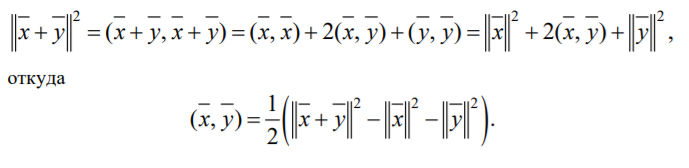 ‖x̅ + y̅‖² = (x̅ + y̅, x̅ + y̅) = (x̅, x̅) + 2(x̅, y̅) + (y̅, y̅) = ‖x̅‖² + 2(x̅, y̅) + ‖y̅‖²,
откуда
(x̅, y̅) = 1/2 (‖x̅ + y̅‖² − ‖x̅‖² − ‖y̅‖²).